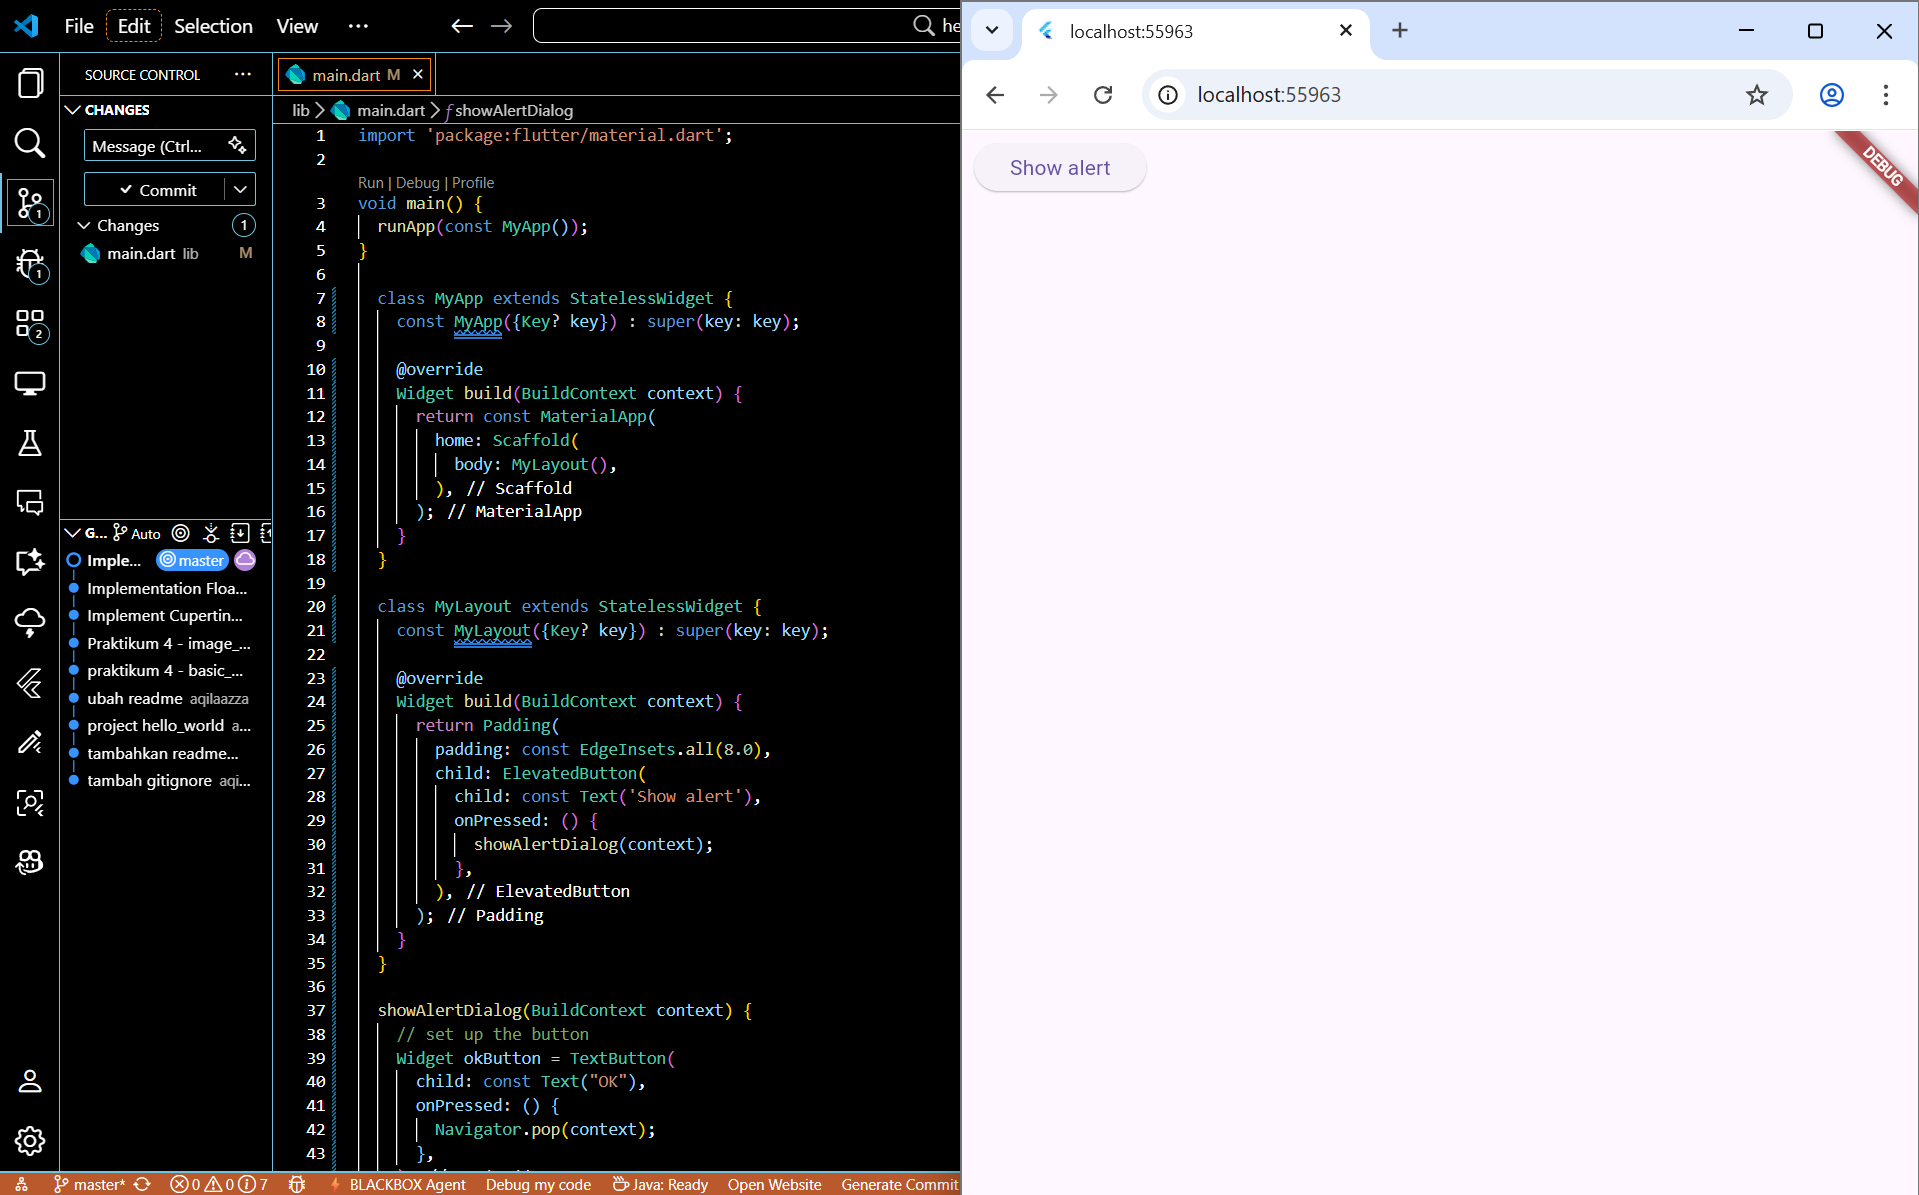 File Edit Selection View ··· he
SOURCE CONTROL ···
CHANGES
Message (Ctrl...
Commit
Changes 1
main.dart lib M
1
1
2
G... Auto
Imple... master
Implementation Floa...
Implement Cupertin...
Praktikum 4 - image_...
praktikum 4 - basic_...
ubah readme aqilaazza
project hello_world a...
tambahkan readme...
tambah gitignore aqi...
main.dart M
lib > main.dart > showAlertDialog
1 import 'package:flutter/material.dart';
2
Run | Debug | Profile
3 void main() {
4 runApp(const MyApp());
5 }
6
7 class MyApp extends StatelessWidget {
8 const MyApp({Key? key}) : super(key: key);
9
10 @override
11 Widget build(BuildContext context) {
12 return const MaterialApp(
13 home: Scaffold(
14 body: MyLayout(),
15 ), // Scaffold
16 ); // MaterialApp
17 }
18 }
19
20 class MyLayout extends StatelessWidget {
21 const MyLayout({Key? key}) : super(key: key);
22
23 @override
24 Widget build(BuildContext context) {
25 return Padding(
26 padding: const EdgeInsets.all(8.0),
27 child: ElevatedButton(
28 child: const Text('Show alert'),
29 onPressed: () {
30 showAlertDialog(context);
31 },
32 ), // ElevatedButton
33 ); // Padding
34 }
35 }
36
37 showAlertDialog(BuildContext context) {
38 // set up the button
39 Widget okButton = TextButton(
40 child: const Text("OK"),
41 onPressed: () {
42 Navigator.pop(context);
43 },
master* 0 0 7 BLACKBOX Agent Debug my code Java: Ready Open Website Generate Commit
localhost:55963
localhost:55963
Show alert
DEBUG